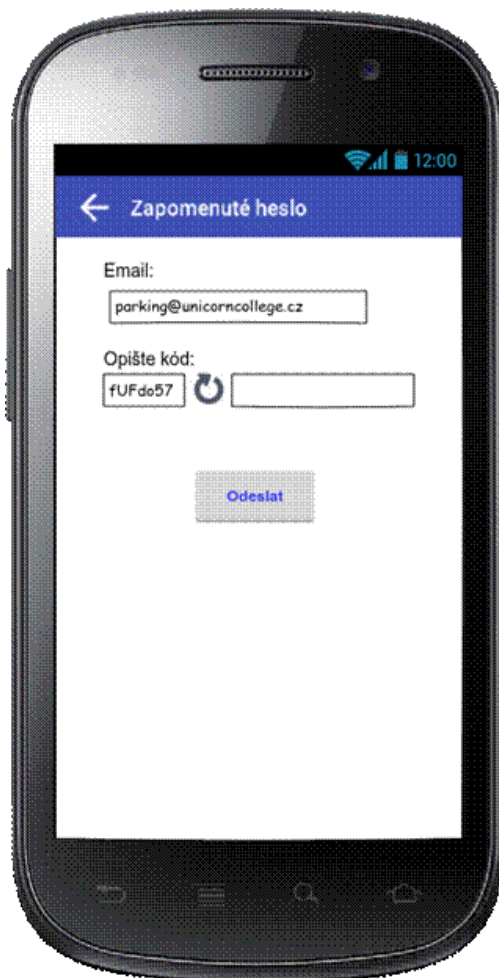 12:00
Zapomenuté heslo
Email:
parking@unicorncollege.cz
Opište kód:
fUFdo57
Odeslat